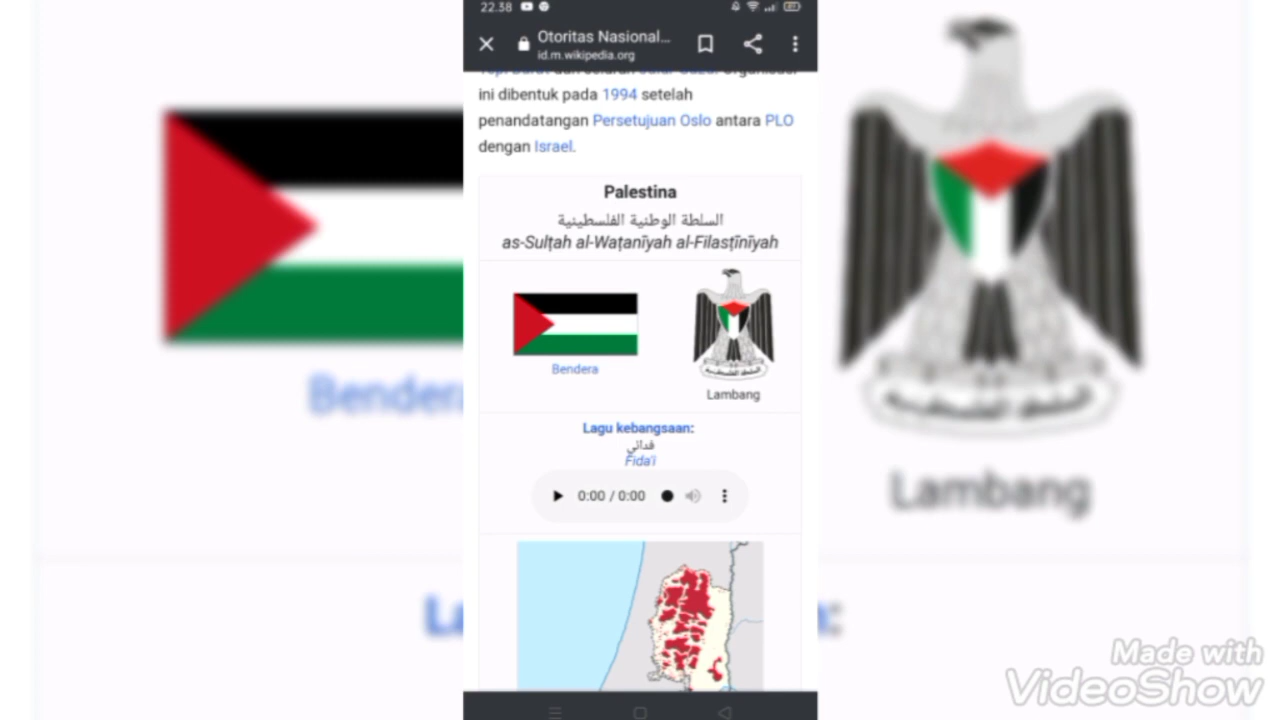 22.38
Otoritas Nasional...
id.m.wikipedia.org
ini dibentuk pada 1994 setelah
penandatangan Persetujuan Oslo antara PLO
dengan Israel.
Palestina
السلطة الوطنية الفلسطينية
as-Sulṭah al-Waṭanīyah al-Filasṭīnīyah
Bendera
Lambang
Lagu kebangsaan:
فدائي
Fida'i
0:00 / 0:00
Bendera
Lambang
Made with
VideoShow